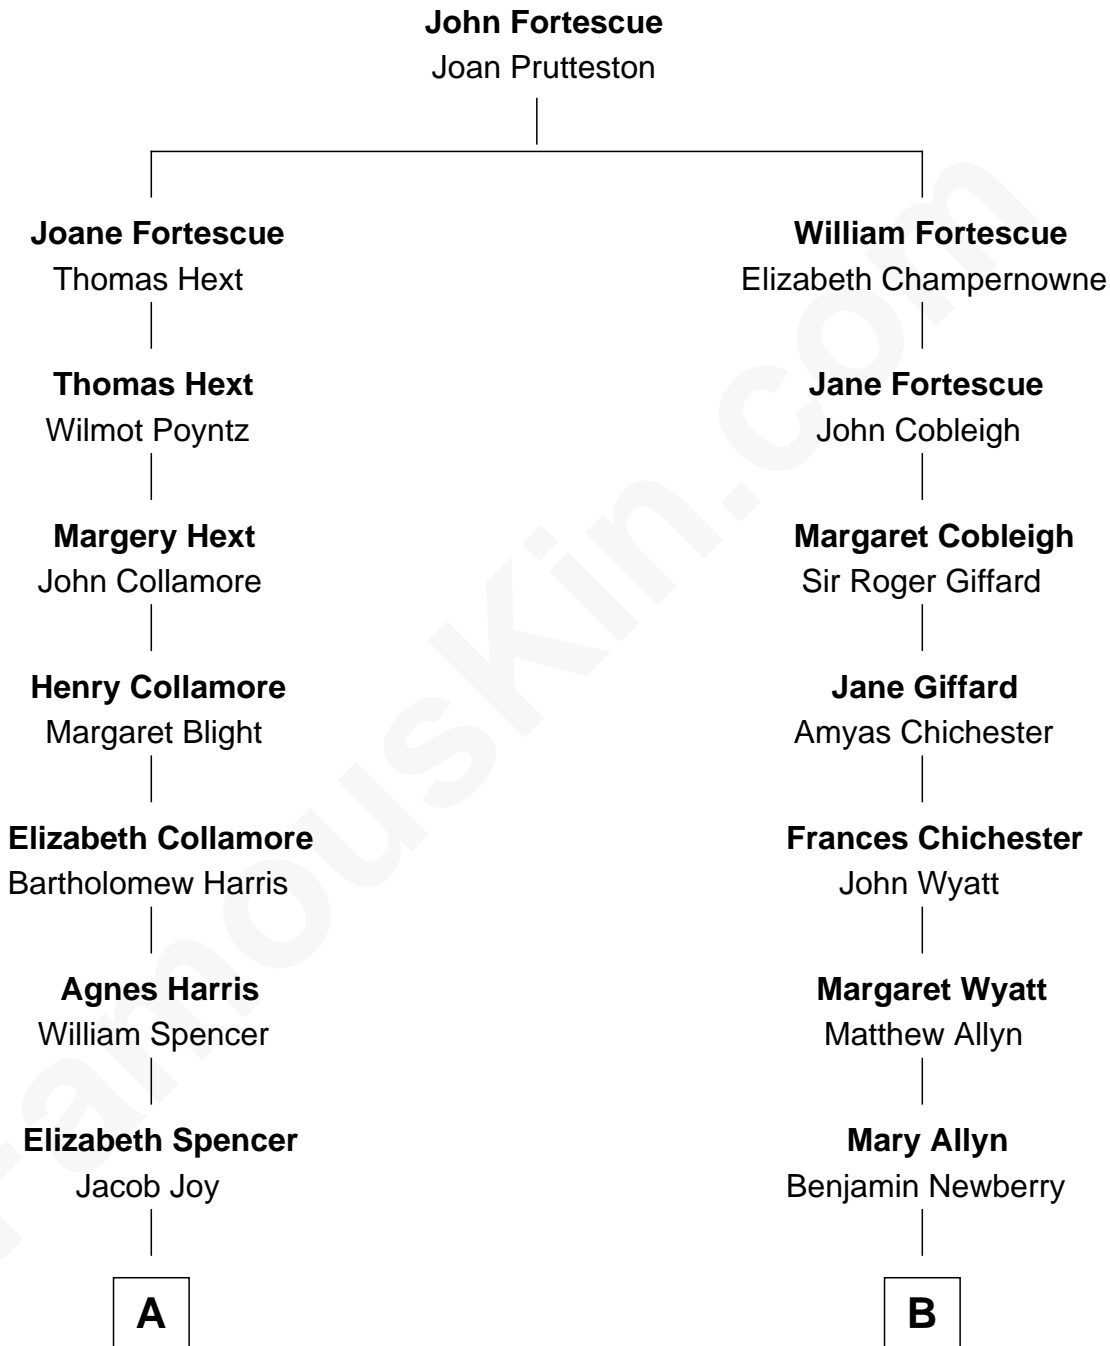 John Fortescue
Joan Prutteston
Joane Fortescue
Thomas Hext
William Fortescue
Elizabeth Champernowne
Thomas Hext
Wilmot Poyntz
Jane Fortescue
John Cobleigh
Margery Hext
John Collamore
Margaret Cobleigh
Sir Roger Giffard
Henry Collamore
Margaret Blight
Jane Giffard
Amyas Chichester
Elizabeth Collamore
Bartholomew Harris
Frances Chichester
John Wyatt
Agnes Harris
William Spencer
Margaret Wyatt
Matthew Allyn
Elizabeth Spencer
Jacob Joy
Mary Allyn
Benjamin Newberry
A
B
FamousKin.com